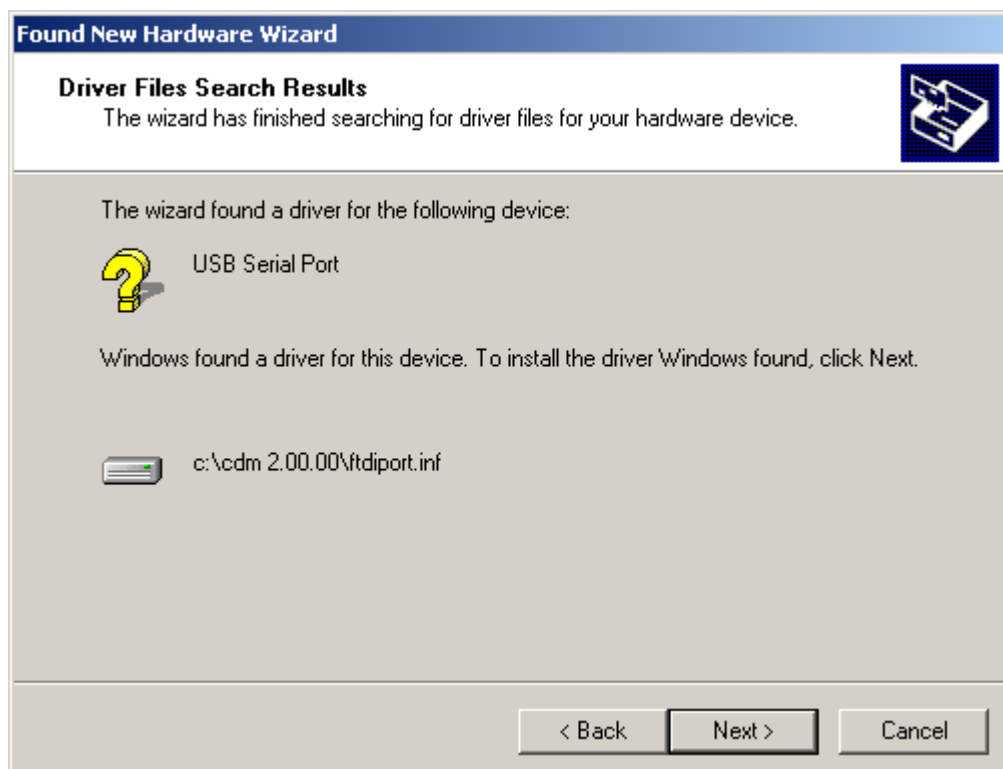 Found New Hardware Wizard
Driver Files Search Results
The wizard has finished searching for driver files for your hardware device.
The wizard found a driver for the following device:
USB Serial Port
Windows found a driver for this device. To install the driver Windows found, click Next.
c:\cdm 2.00.00\ftdiport.inf
< Back
Next >
Cancel